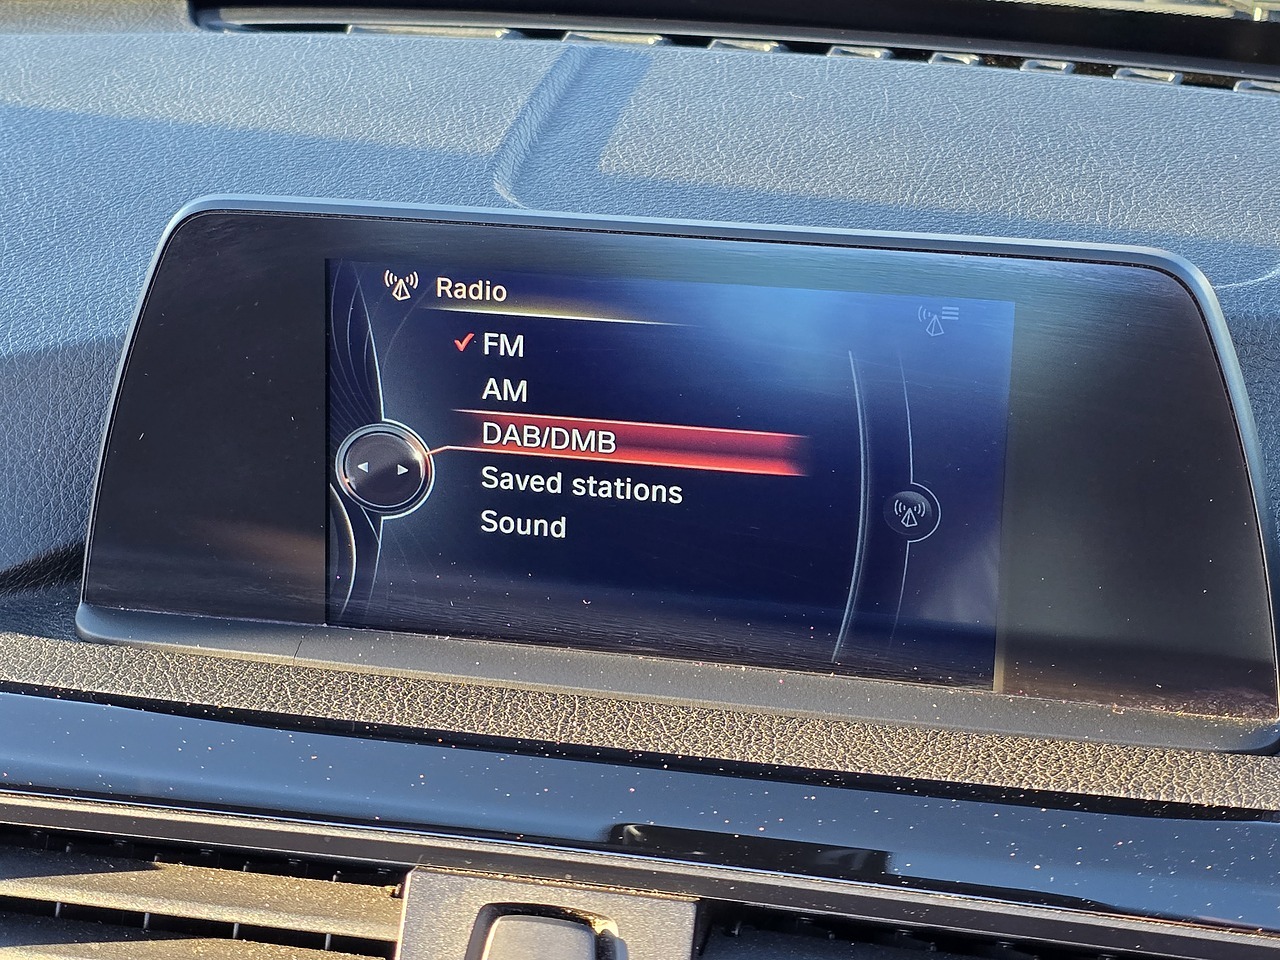 Radio
FM
AM
DAB/DMB
Saved stations
Sound